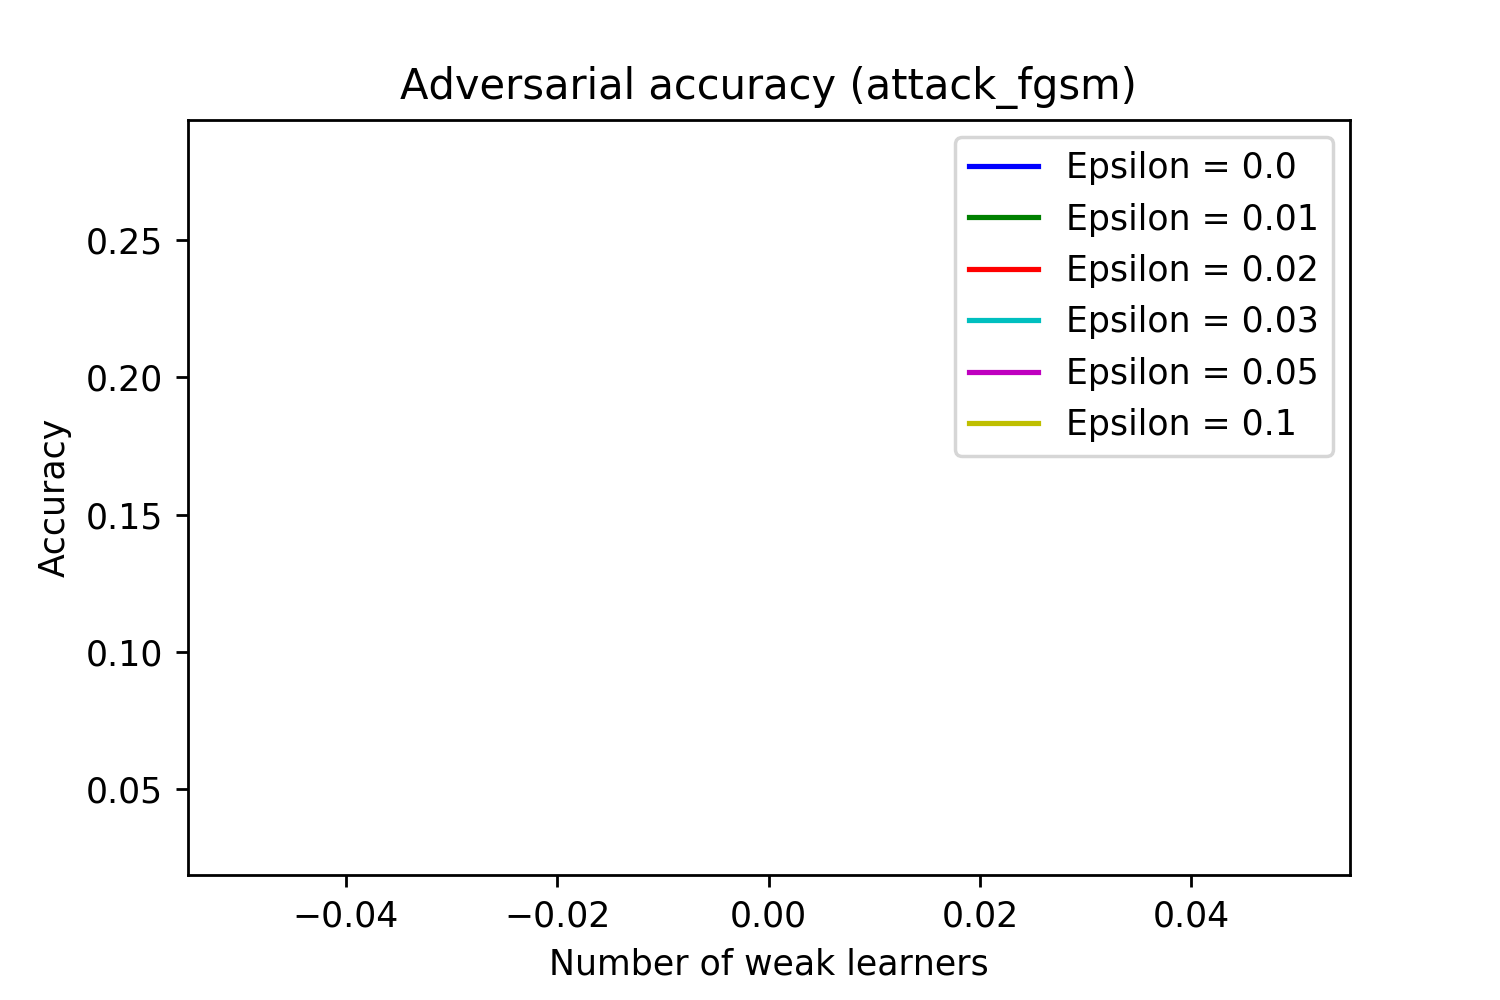 Adversarial accuracy (attack_fgsm)
Epsilon = 0.0
Epsilon = 0.01
Epsilon = 0.02
Epsilon = 0.03
Epsilon = 0.05
Epsilon = 0.1
0.25
0.20
0.15
0.10
0.05
Accuracy
−0.04 −0.02 0.00 0.02 0.04
Number of weak learners